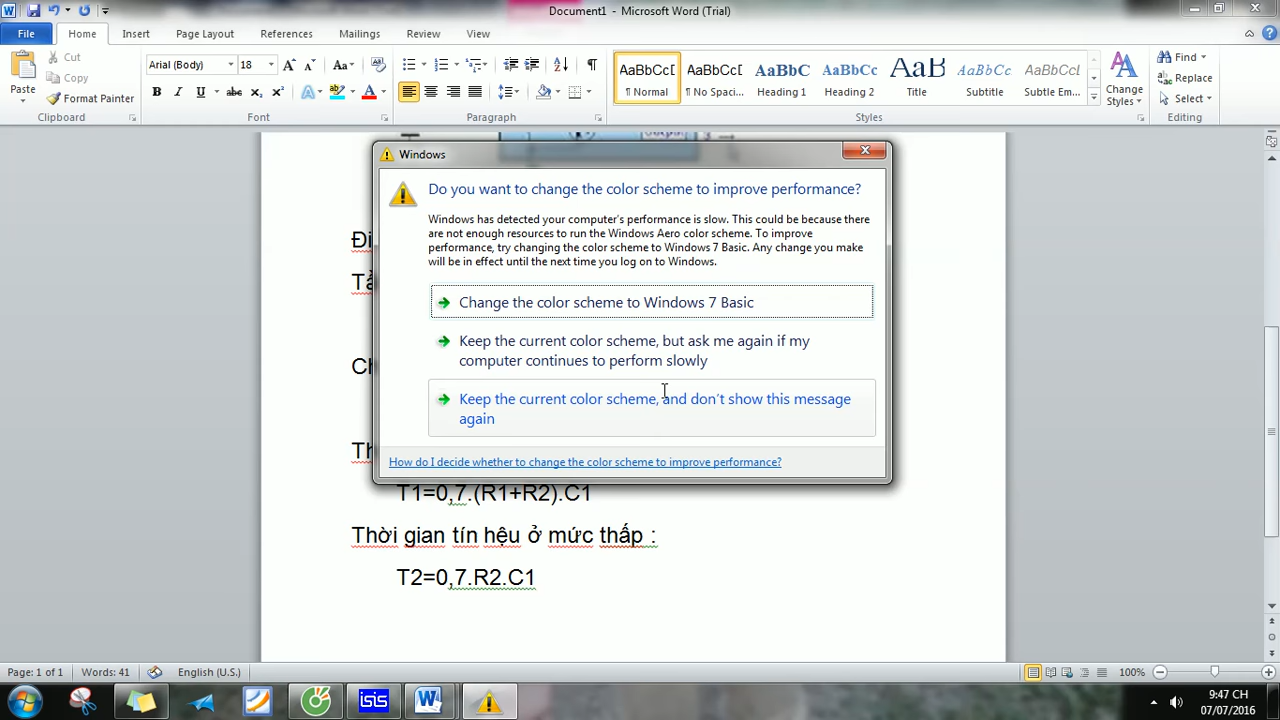 Document1 - Microsoft Word (Trial)
File Home Insert Page Layout References Mailings Review View
Paste
Cut
Copy
Format Painter
Clipboard
Arial (Body) 18
Font
Paragraph
AaBbCcD AaBbCcD AaBbC AaBbCc AaB AaBbCc. AaBbCcD
¶ Normal ¶ No Spaci... Heading 1 Heading 2 Title Subtitle Subtle Em...
Change
Styles
Styles
Find
Replace
Select
Editing
Windows
Do you want to change the color scheme to improve performance?
Windows has detected your computer's performance is slow. This could be because there
are not enough resources to run the Windows Aero color scheme. To improve
performance, try changing the color scheme to Windows 7 Basic. Any change you make
will be in effect until the next time you log on to Windows.
Change the color scheme to Windows 7 Basic
Keep the current color scheme, but ask me again if my
computer continues to perform slowly
Keep the current color scheme, and don't show this message
again
How do I decide whether to change the color scheme to improve performance?
T1=0,7.(R1+R2).C1
Thời gian tín hệu ở mức thấp :
T2=0,7.R2.C1
Page: 1 of 1 Words: 41 English (U.S.) 100%
isis
9:47 CH
07/07/2016